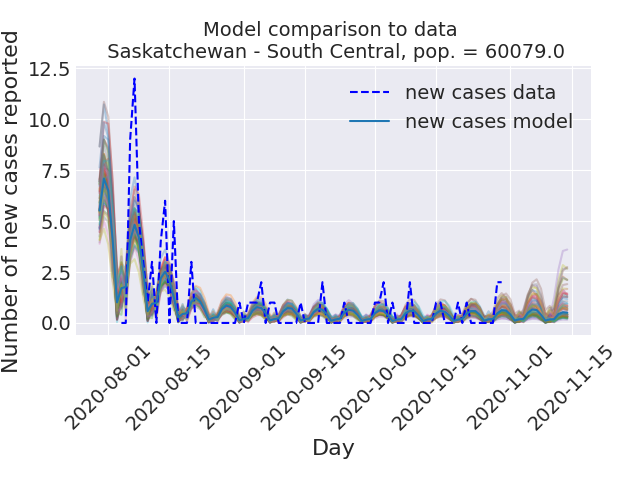 Model comparison to data
Saskatchewan - South Central, pop. = 60079.0
Number of new cases reported
12.5
10.0
7.5
5.0
2.5
0.0
new cases data
new cases model
2020-08-01
2020-08-15
2020-09-01
2020-09-15
2020-10-01
2020-10-15
2020-11-01
2020-11-15
Day